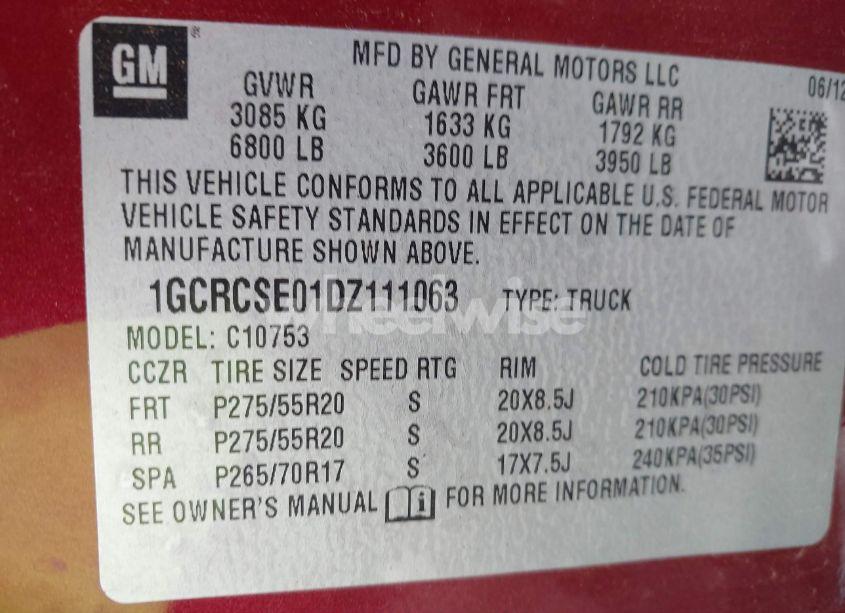 GM
MFD BY GENERAL MOTORS LLC
06/12
GVWR GAWR FRT GAWR RR
3085 KG 1633 KG 1792 KG
6800 LB 3600 LB 3950 LB
THIS VEHICLE CONFORMS TO ALL APPLICABLE U.S. FEDERAL MOTOR
VEHICLE SAFETY STANDARDS IN EFFECT ON THE DATE OF
MANUFACTURE SHOWN ABOVE.
1GCRCSE01DZ111063 TYPE: TRUCK
wheelwise
MODEL: C10753
CCZR TIRE SIZE SPEED RTG RIM COLD TIRE PRESSURE
FRT P275/55R20 S 20X8.5J 210KPA(30PSI)
RR P275/55R20 S 20X8.5J 210KPA(30PSI)
SPA P265/70R17 S 17X7.5J 240KPA(35PSI)
SEE OWNER'S MANUAL i FOR MORE INFORMATION.